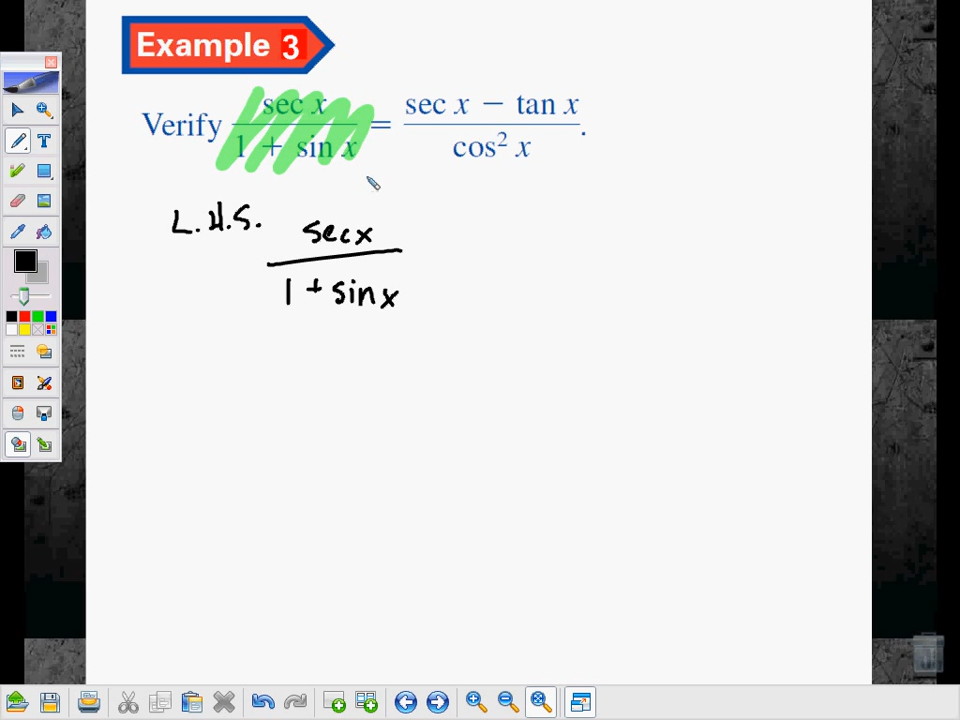 Example 3
Verify sec x / 1 + sin x = sec x − tan x / cos² x.
L.H.S. secx / 1 + sinx
T